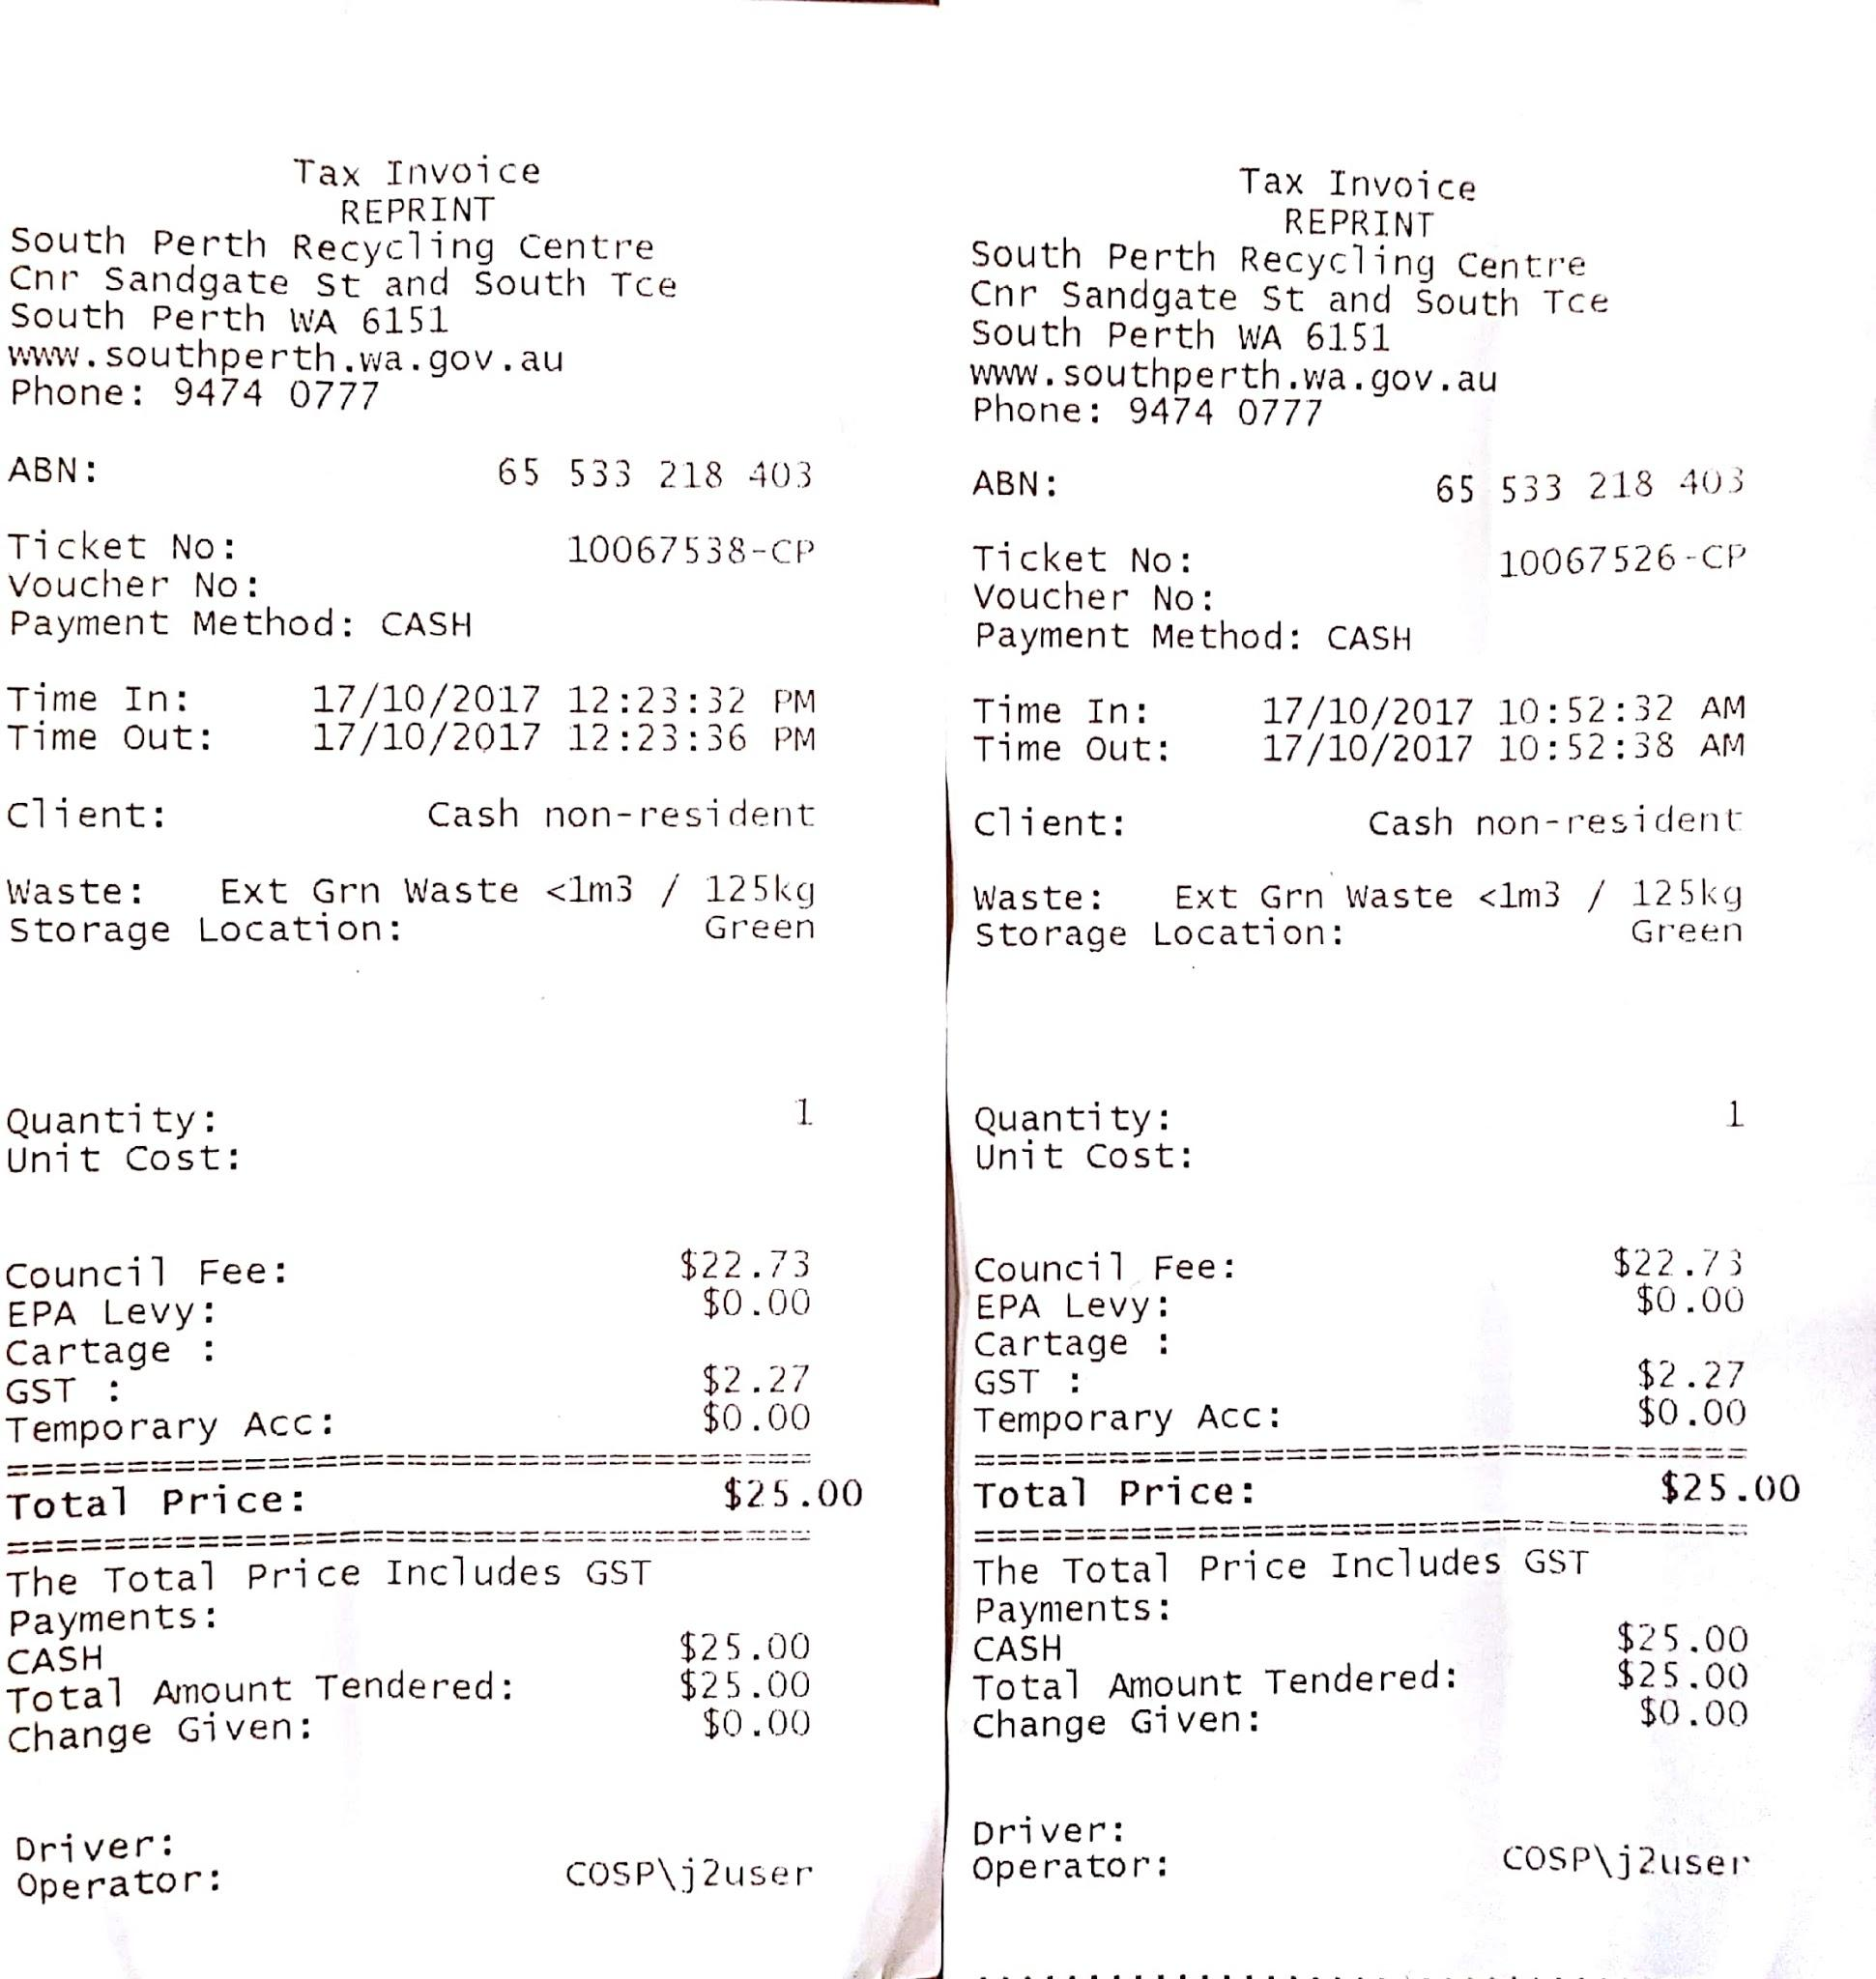 Tax Invoice
REPRINT
South Perth Recycling Centre
Cnr Sandgate St and South Tce
South Perth WA 6151
www.southperth.wa.gov.au
Phone: 9474 0777
ABN: 65 533 218 403
Ticket No: 10067538-CP
Voucher No:
Payment Method: CASH
Time In: 17/10/2017 12:23:32 PM
Time Out: 17/10/2017 12:23:36 PM
Client: Cash non-resident
Waste: Ext Grn Waste <1m3 / 125kg
Storage Location: Green
Quantity: 1
Unit Cost:
Council Fee: $22.73
EPA Levy: $0.00
Cartage :
GST : $2.27
Temporary Acc: $0.00
===================================
Total Price: $25.00
===================================
The Total Price Includes GST
Payments:
CASH $25.00
Total Amount Tendered: $25.00
Change Given: $0.00
Driver:
Operator: COSP\j2user
Tax Invoice
REPRINT
South Perth Recycling Centre
Cnr Sandgate St and South Tce
South Perth WA 6151
www.southperth.wa.gov.au
Phone: 9474 0777
ABN: 65 533 218 403
Ticket No: 10067526-CP
Voucher No:
Payment Method: CASH
Time In: 17/10/2017 10:52:32 AM
Time Out: 17/10/2017 10:52:38 AM
Client: Cash non-resident
Waste: Ext Grn Waste <1m3 / 125kg
Storage Location: Green
Quantity: 1
Unit Cost:
Council Fee: $22.73
EPA Levy: $0.00
Cartage :
GST : $2.27
Temporary Acc: $0.00
===================================
Total Price: $25.00
===================================
The Total Price Includes GST
Payments:
CASH $25.00
Total Amount Tendered: $25.00
Change Given: $0.00
Driver:
Operator: COSP\j2user